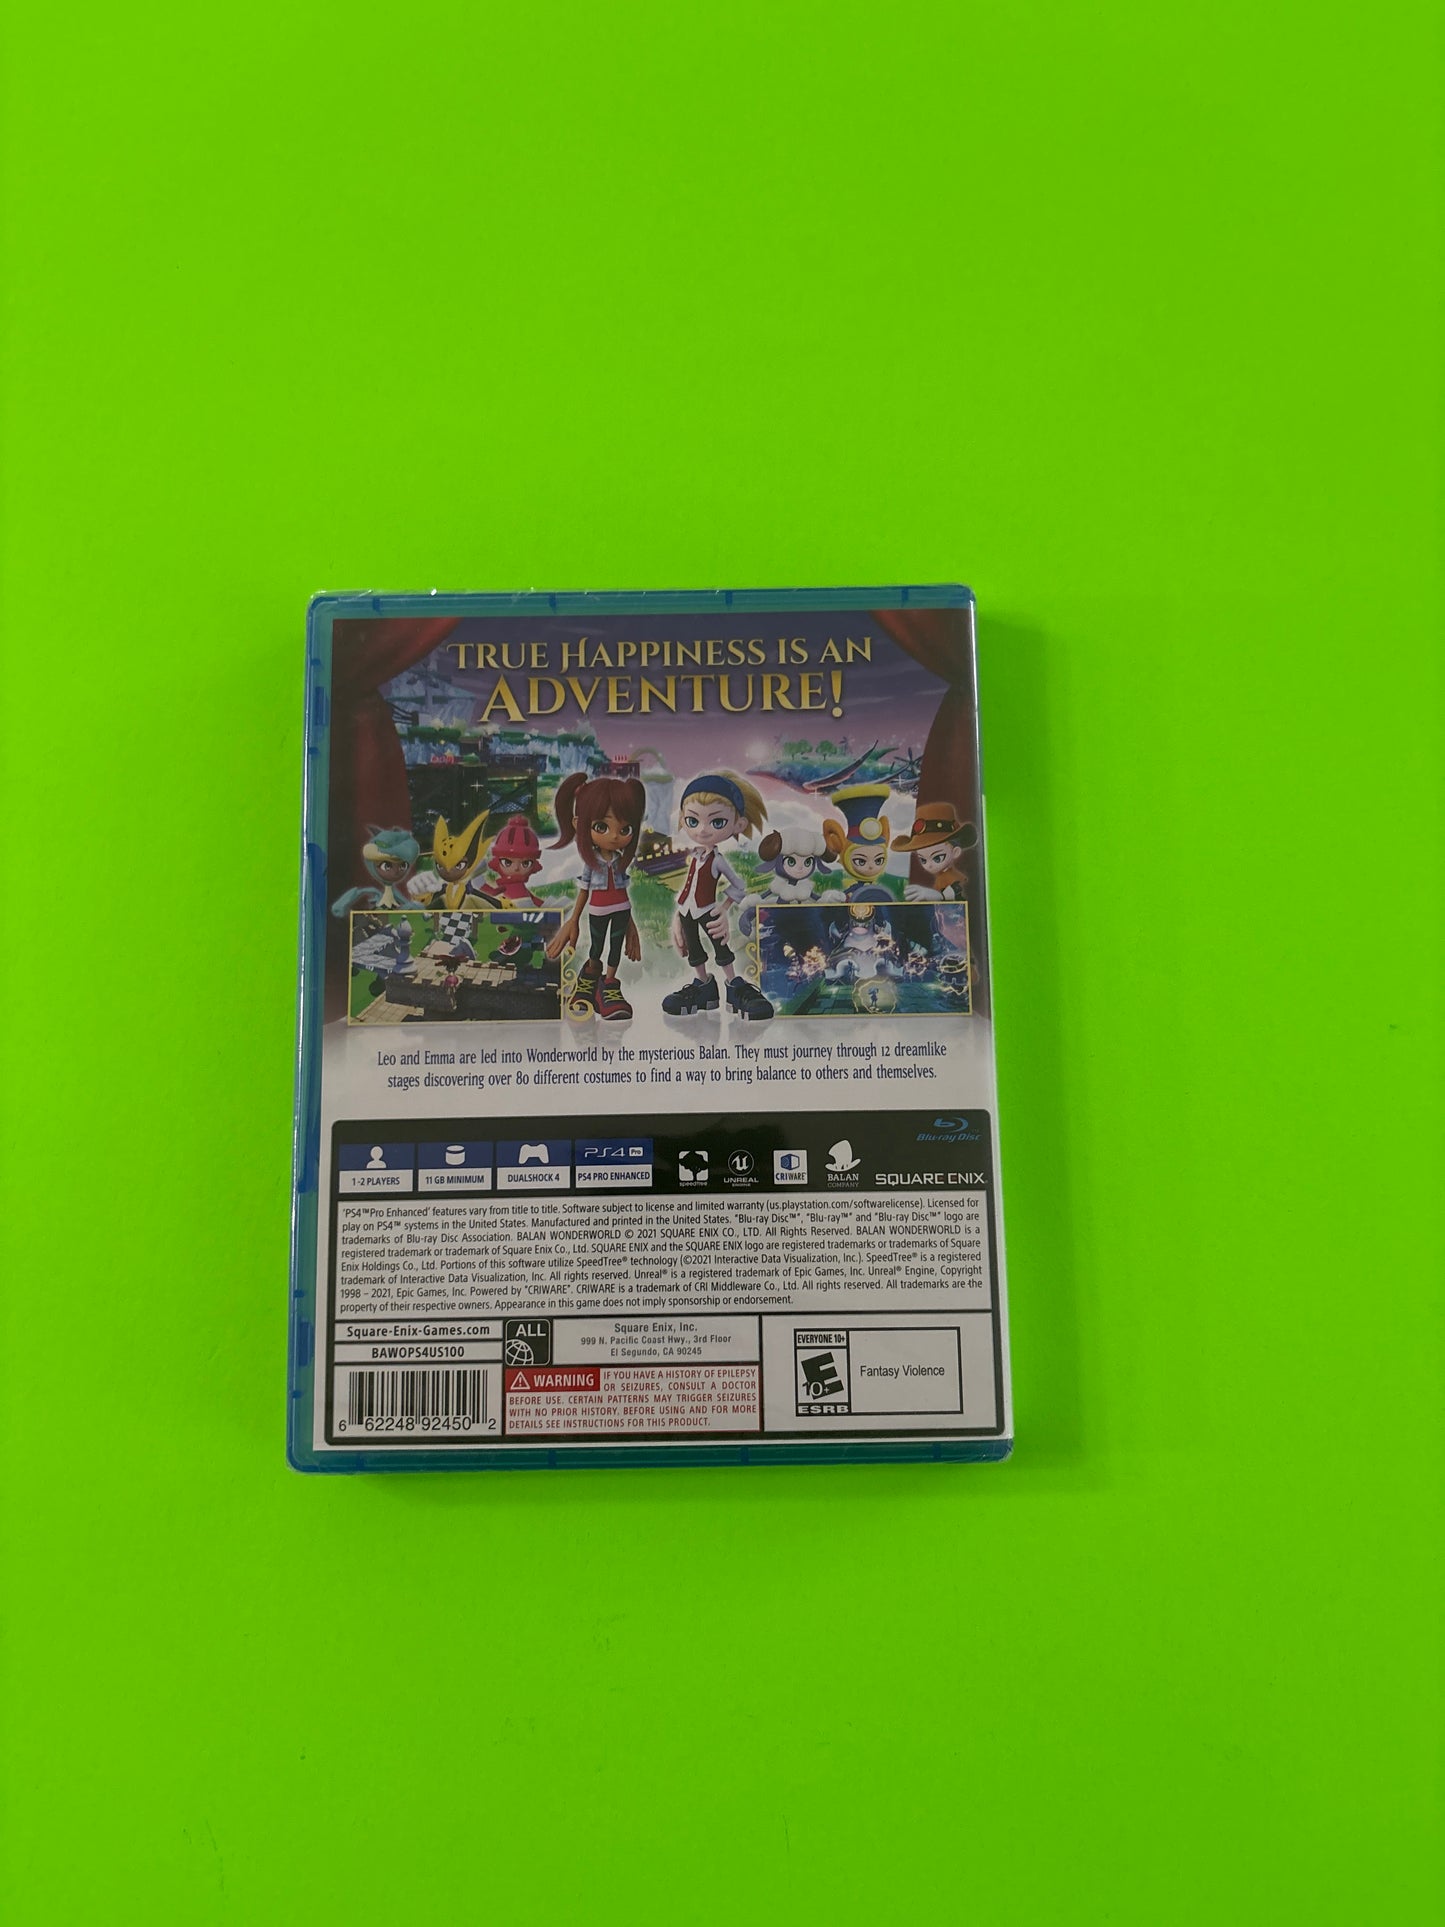 TRUE HAPPINESS IS AN
ADVENTURE!
Leo and Emma are led into Wonderworld by the mysterious Balan. They must journey through 12 dreamlike
stages discovering over 80 different costumes to find a way to bring balance to others and themselves.
Blu-ray Disc™
PS4 Pro
1-2 PLAYERS
11 GB MINIMUM
DUALSHOCK 4
PS4 PRO ENHANCED
SpeedTree
UNREAL
ENGINE
CRIWARE
BALAN
COMPANY
SQUARE ENIX
'PS4™Pro Enhanced' features vary from title to title. Software subject to license and limited warranty (us.playstation.com/softwarelicense). Licensed for
play on PS4™ systems in the United States. Manufactured and printed in the United States. "Blu-ray Disc™", "Blu-ray™" and "Blu-ray Disc™" logo are
trademarks of Blu-ray Disc Association. BALAN WONDERWORLD © 2021 SQUARE ENIX CO., LTD. All Rights Reserved. BALAN WONDERWORLD is a
registered trademark or trademark of Square Enix Co., Ltd. SQUARE ENIX and the SQUARE ENIX logo are registered trademarks or trademarks of Square
Enix Holdings Co., Ltd. Portions of this software utilize SpeedTree® technology (©2021 Interactive Data Visualization, Inc.). SpeedTree® is a registered
trademark of Interactive Data Visualization, Inc. All rights reserved. Unreal® is a registered trademark of Epic Games, Inc. Unreal® Engine, Copyright
1998 – 2021, Epic Games, Inc. Powered by "CRIWARE". CRIWARE is a trademark of CRI Middleware Co., Ltd. All rights reserved. All trademarks are the
property of their respective owners. Appearance in this game does not imply sponsorship or endorsement.
Square-Enix-Games.com
BAWOPS4US100
6 62248 92450 2
ALL
Square Enix, Inc.
999 N. Pacific Coast Hwy., 3rd Floor
El Segundo, CA 90245
WARNING IF YOU HAVE A HISTORY OF EPILEPSY
OR SEIZURES, CONSULT A DOCTOR
BEFORE USE. CERTAIN PATTERNS MAY TRIGGER SEIZURES
WITH NO PRIOR HISTORY. BEFORE USING AND FOR MORE
DETAILS SEE INSTRUCTIONS FOR THIS PRODUCT.
EVERYONE 10+
E
10+
ESRB
Fantasy Violence